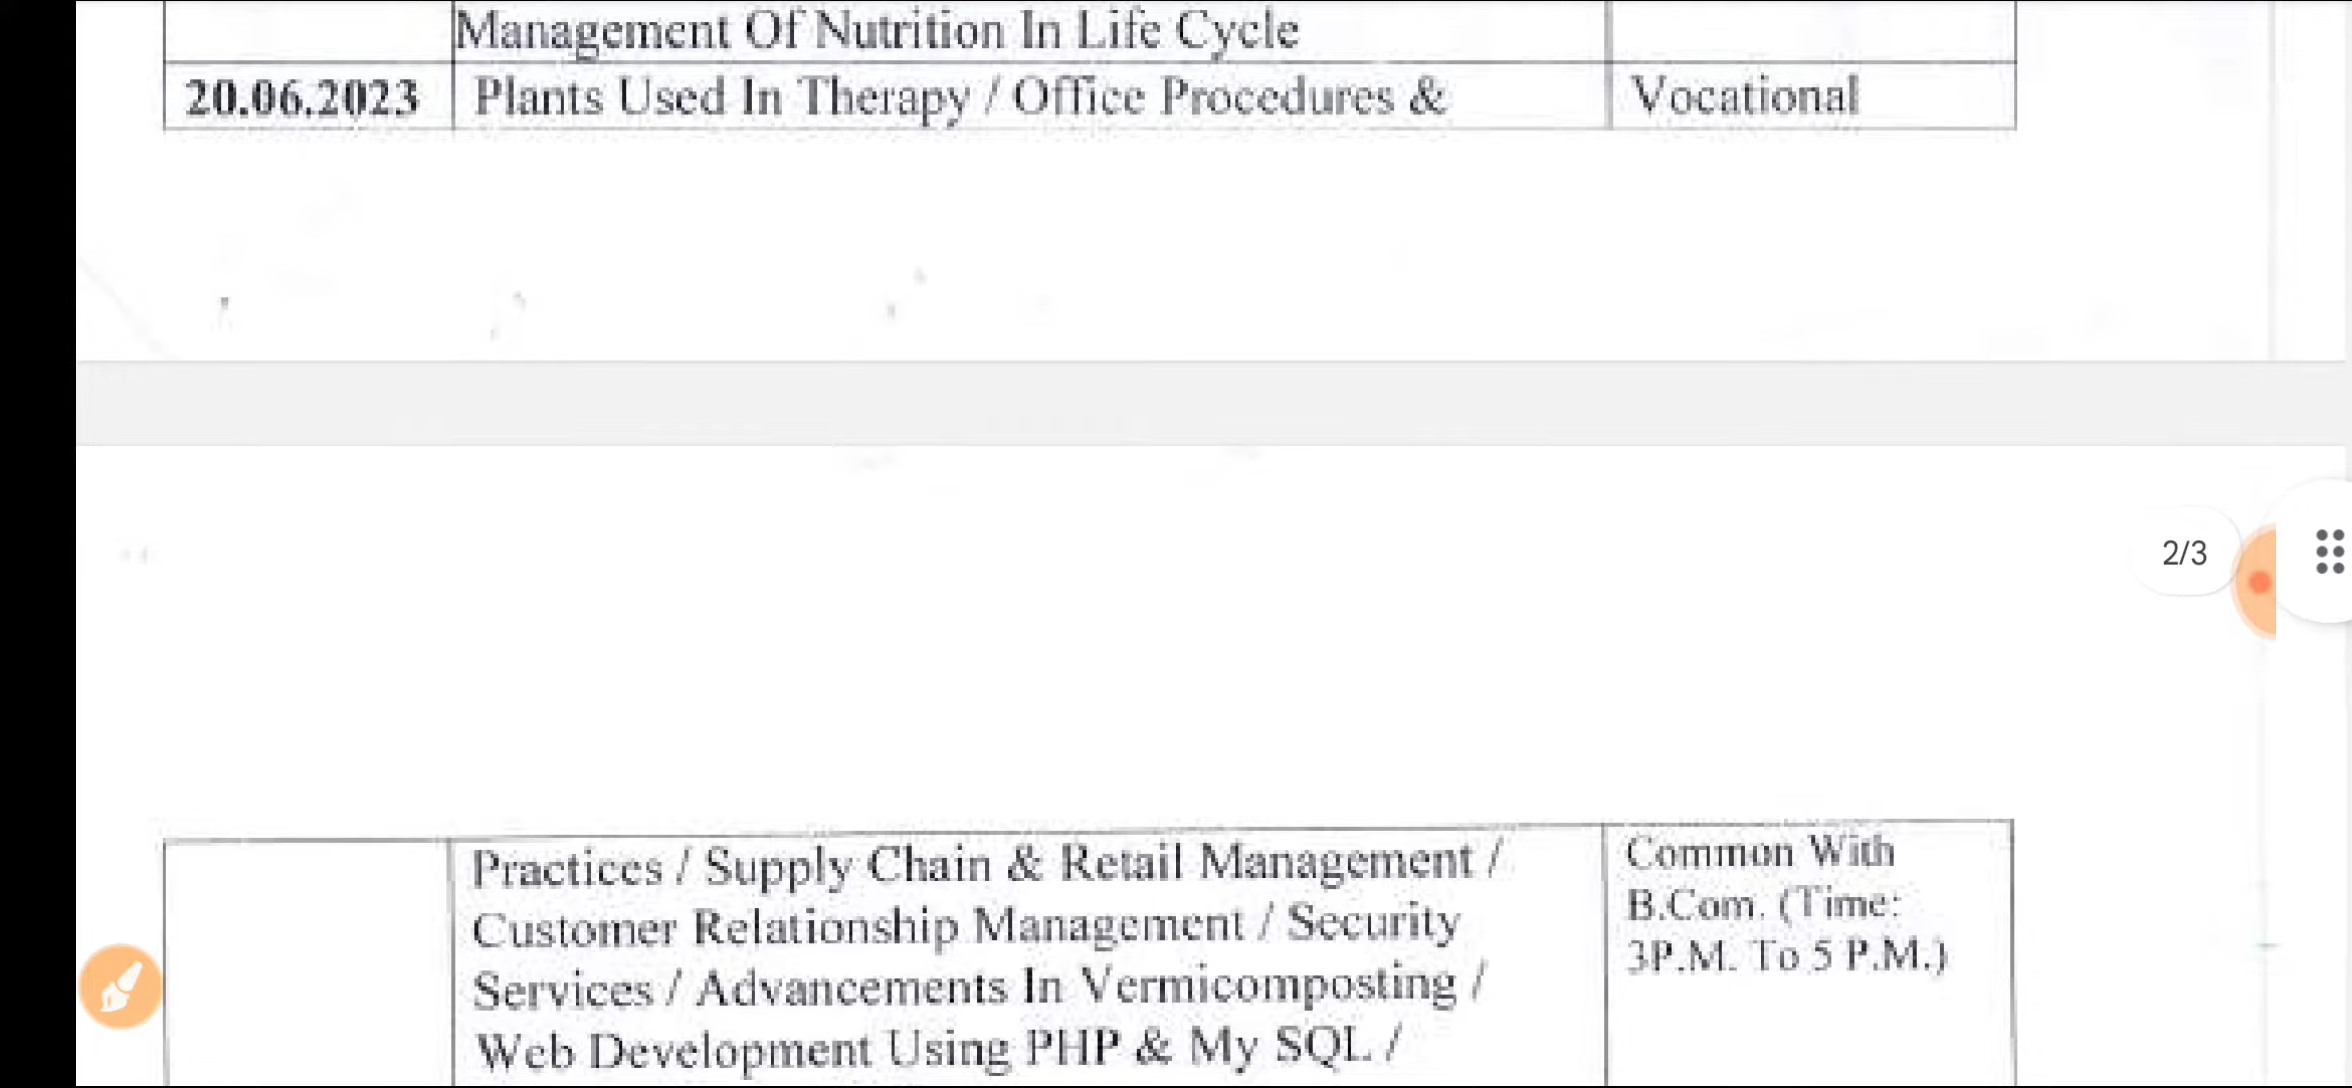 Management Of Nutrition In Life Cycle
20.06.2023 Plants Used In Therapy / Office Procedures & Vocational
2/3
Practices / Supply Chain & Retail Management / Common With
Customer Relationship Management / Security B.Com. (Time:
Services / Advancements In Vermicomposting / 3P.M. To 5 P.M.)
Web Development Using PHP & My SQL /